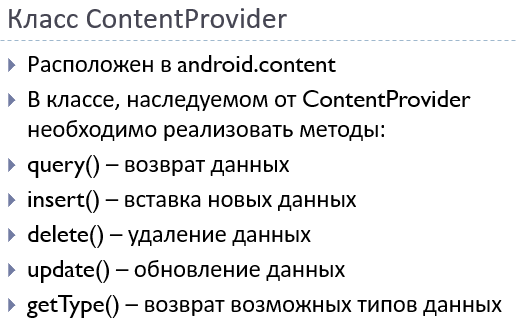 Класс ContentProvider
Расположен в android.content
В классе, наследуемом от ContentProvider
необходимо реализовать методы:
query() – возврат данных
insert() – вставка новых данных
delete() – удаление данных
update() – обновление данных
getType() – возврат возможных типов данных